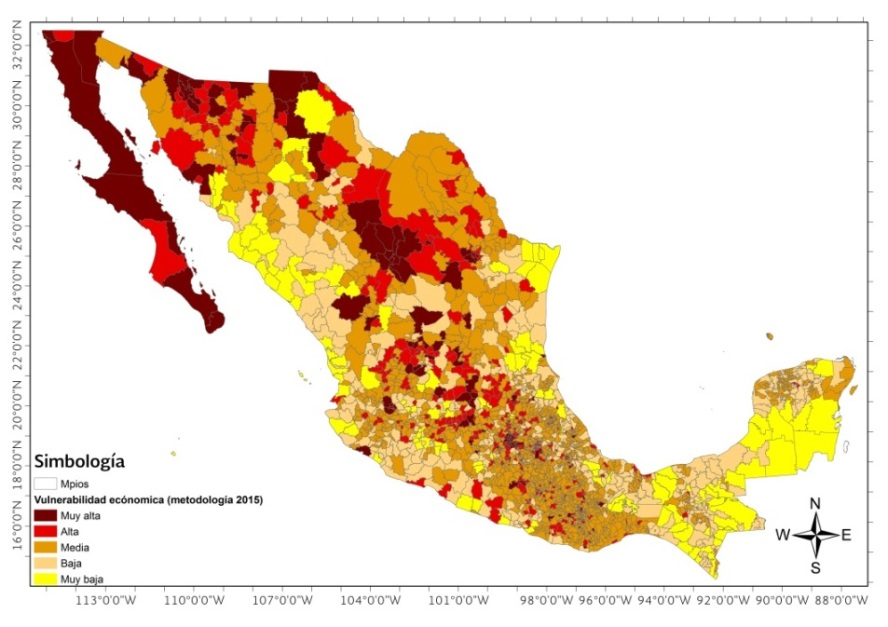 32°0'0"N
30°0'0"N
28°0'0"N
26°0'0"N
24°0'0"N
22°0'0"N
20°0'0"N
18°0'0"N
16°0'0"N
Simbología
Mpios
Vulnerabilidad ecónomica (metodología 2015)
Muy alta
Alta
Media
Baja
Muy baja
N
W E
S
113°0'0"W 110°0'0"W 107°0'0"W 104°0'0"W 101°0'0"W 98°0'0"W 96°0'0"W 94°0'0"W 92°0'0"W 90°0'0"W 88°0'0"W